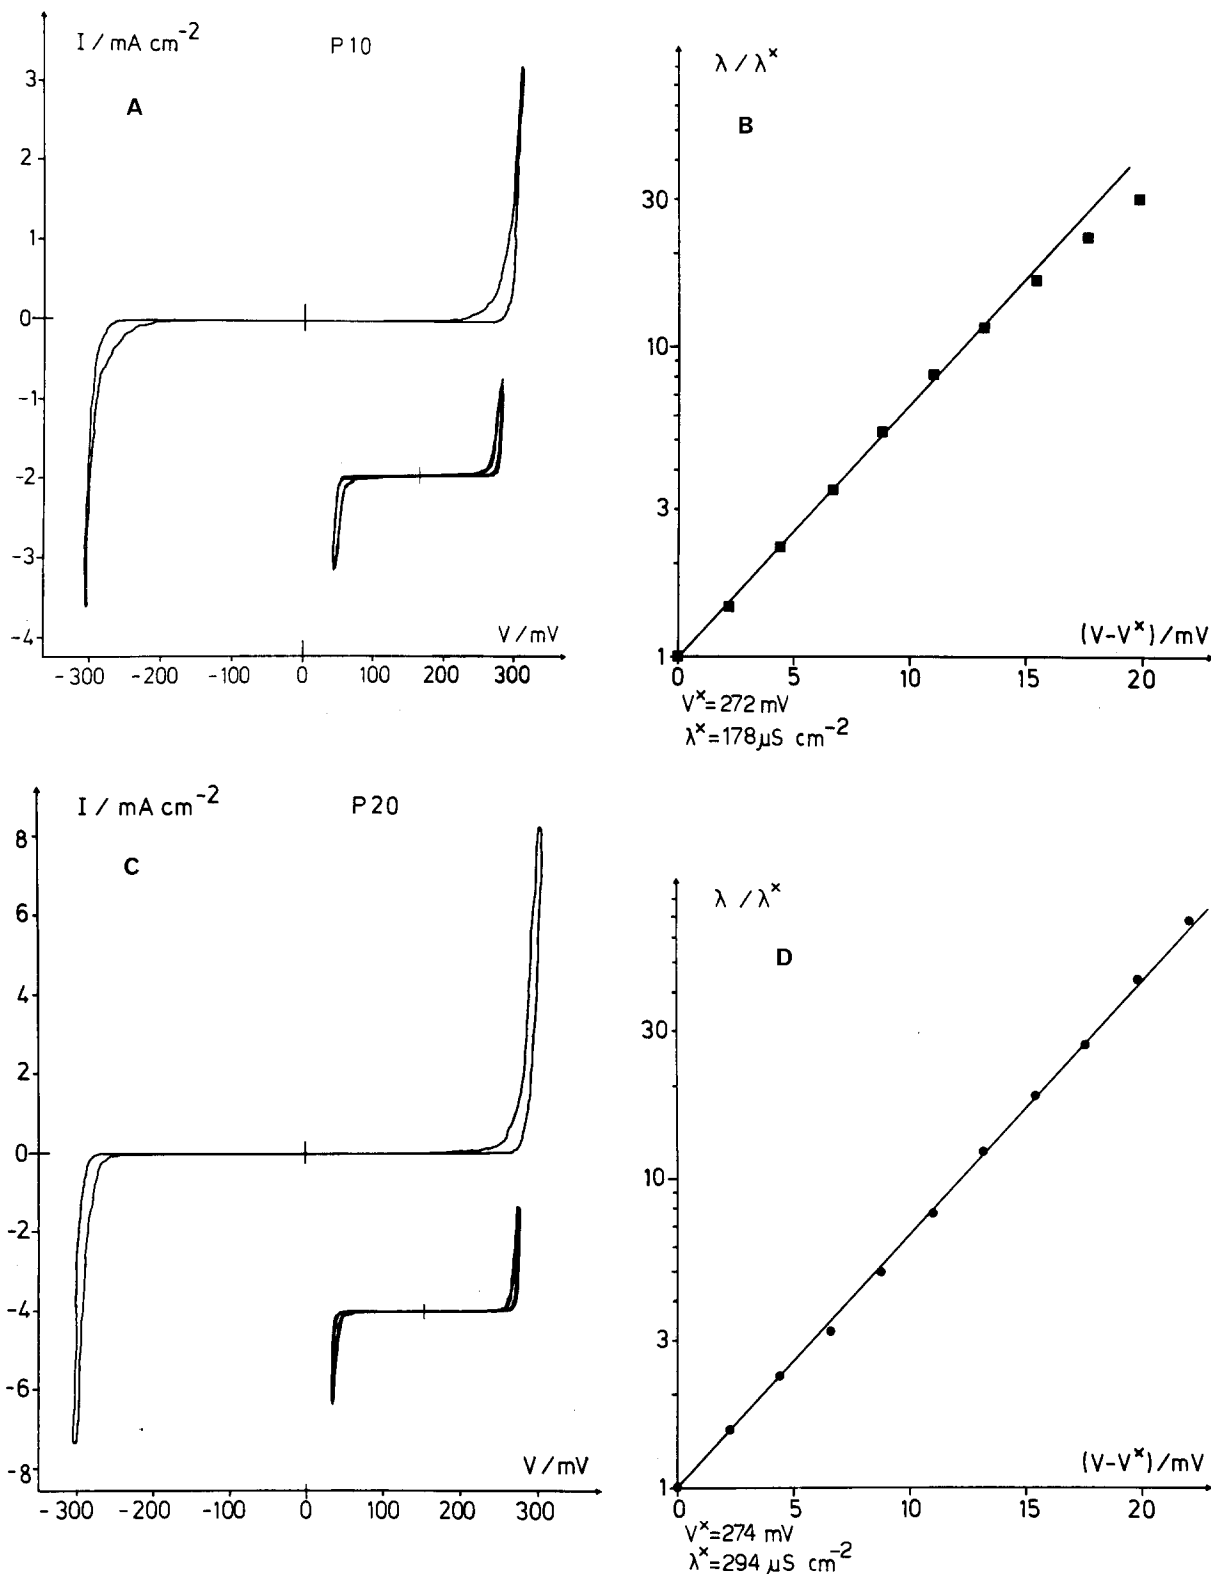 I / mA cm⁻²
P10
A
3
2
1
0
-1
-2
-3
-4
V/mV
-300 -200 -100 0 100 200 300
λ / λˣ
B
30
10
3
1
(V-Vˣ)/mV
0 5 10 15 20
Vˣ=272 mV
λˣ=178μS cm⁻²
I / mA cm⁻²
P20
C
8
6
4
2
0
-2
-4
-6
-8
V/mV
-300 -200 -100 0 100 200 300
λ / λˣ
D
30
10
3
1
(V-Vˣ)/mV
0 5 10 15 20
Vˣ=274 mV
λˣ=294 μS cm⁻²